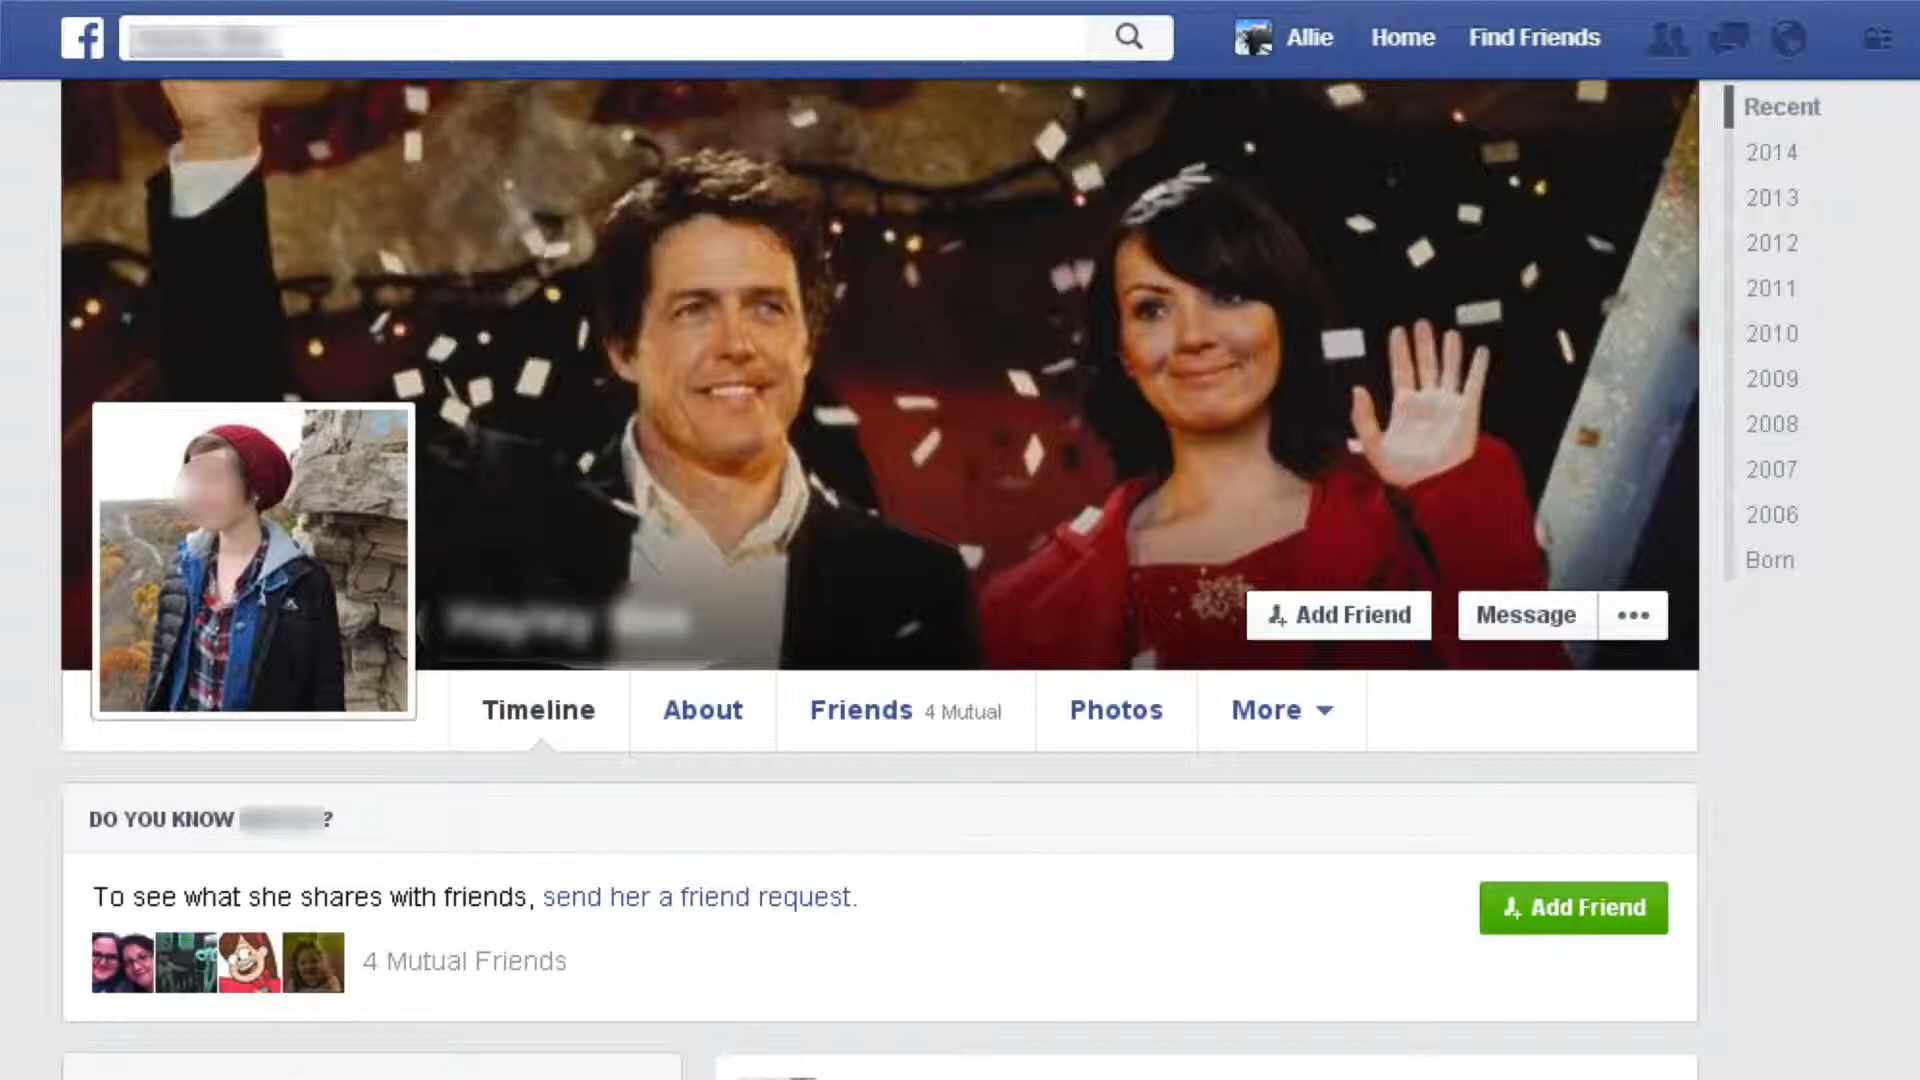 f
Allie Home Find Friends
Recent
2014
2013
2012
2011
2010
2009
2008
2007
2006
Born
Add Friend Message
Timeline About Friends 4 Mutual Photos More
DO YOU KNOW ?
To see what she shares with friends, send her a friend request.
Add Friend
4 Mutual Friends